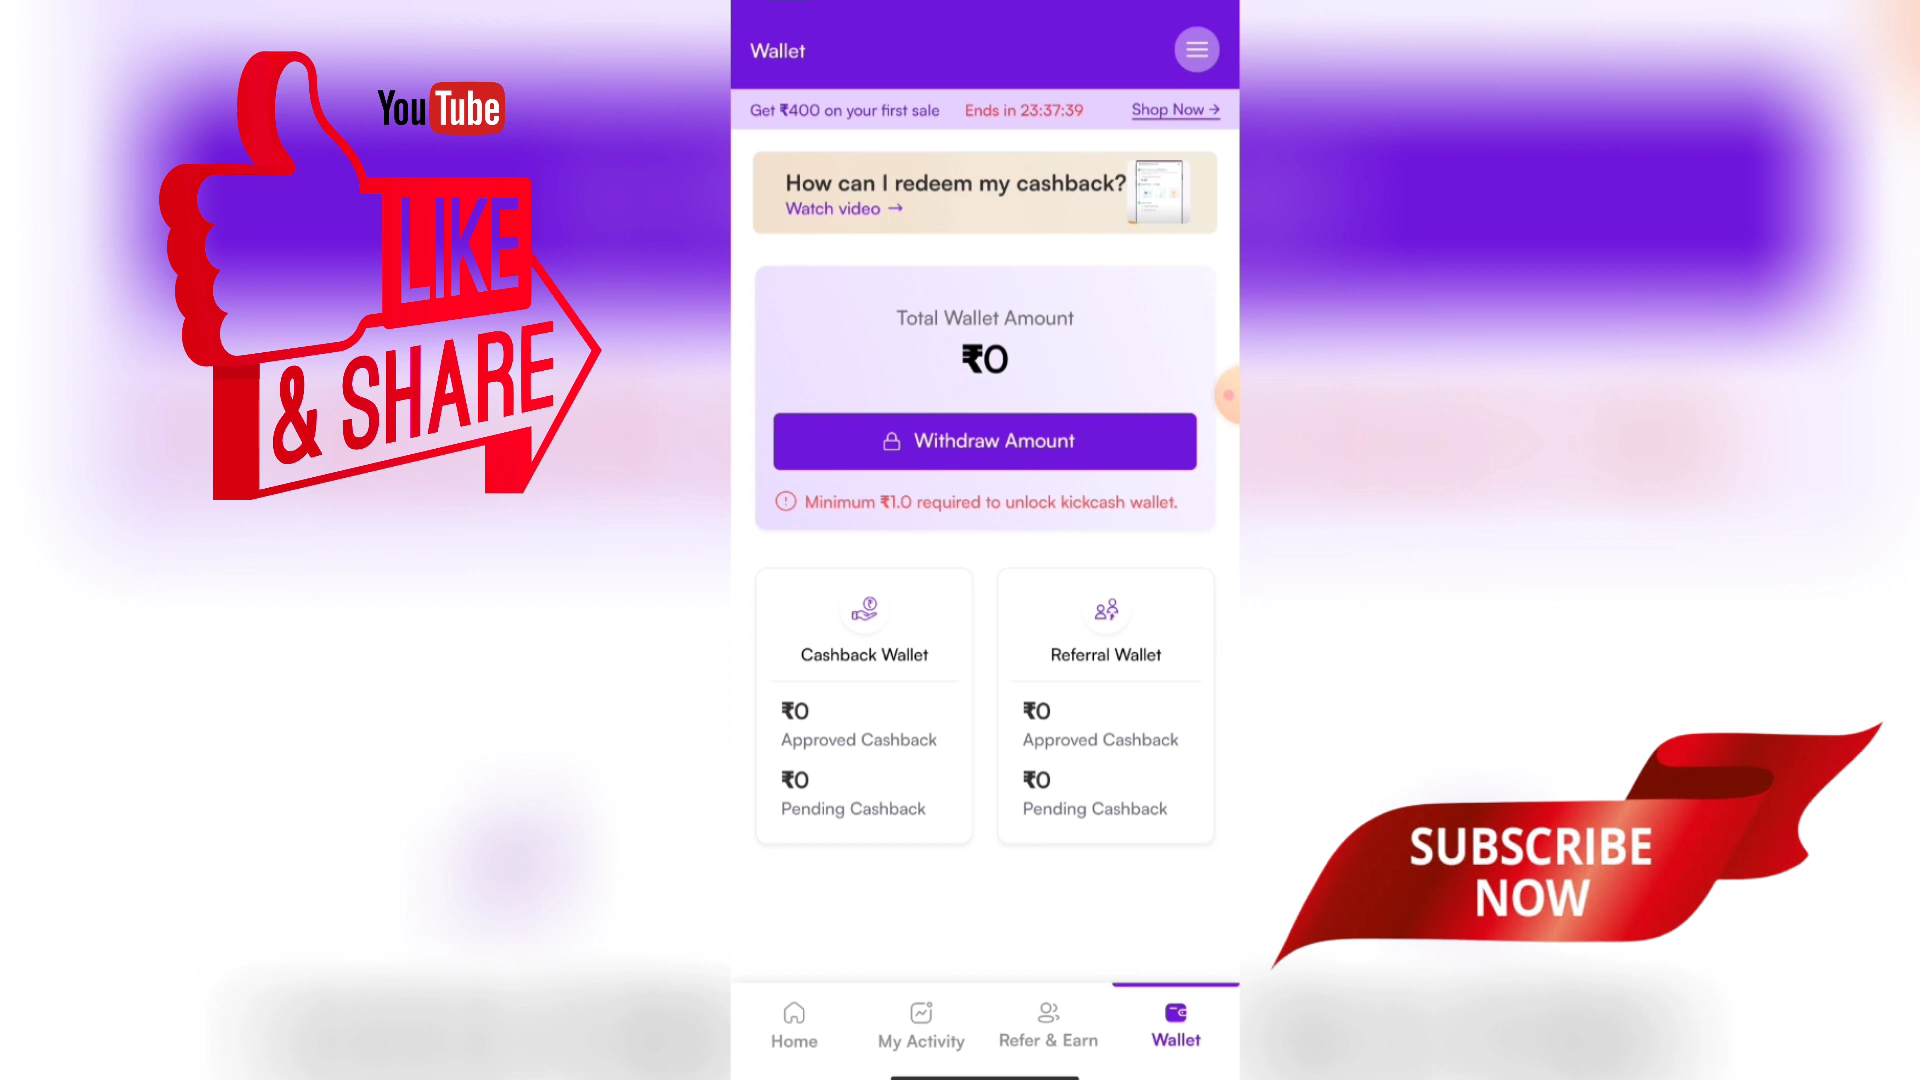 YouTube
LIKE
& SHARE
Wallet
Get ₹400 on your first sale Ends in 23:37:39 Shop Now →
How can I redeem my cashback?
Watch video →
Total Wallet Amount
₹0
Withdraw Amount
Minimum ₹1.0 required to unlock kickcash wallet.
Cashback Wallet
₹0
Approved Cashback
₹0
Pending Cashback
Referral Wallet
₹0
Approved Cashback
₹0
Pending Cashback
SUBSCRIBE
NOW
Home My Activity Refer & Earn Wallet